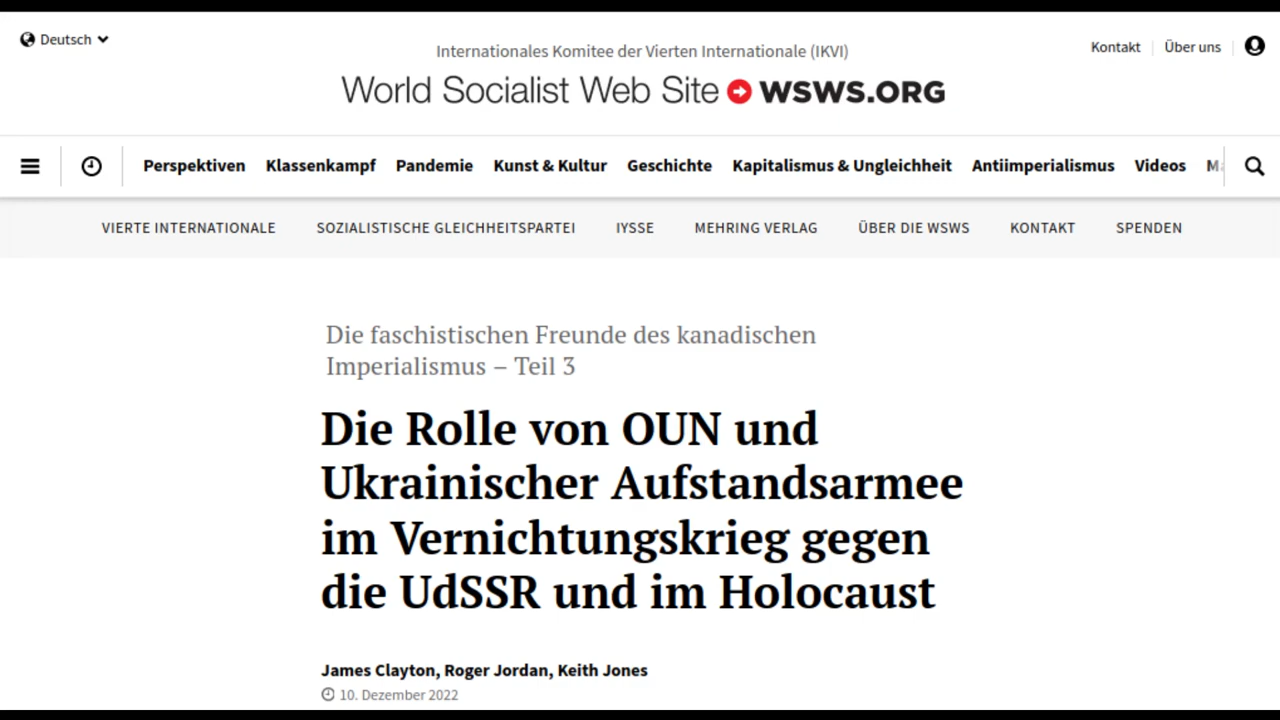 Deutsch
Internationales Komitee der Vierten Internationale (IKVI)
Kontakt
Über uns
World Socialist Web Site WSWS.ORG
Perspektiven Klassenkampf Pandemie Kunst & Kultur Geschichte Kapitalismus & Ungleichheit Antiimperialismus Videos
VIERTE INTERNATIONALE SOZIALISTISCHE GLEICHHEITSPARTEI IYSSE MEHRING VERLAG ÜBER DIE WSWS KONTAKT SPENDEN
Die faschistischen Freunde des kanadischen
Imperialismus – Teil 3
Die Rolle von OUN und
Ukrainischer Aufstandsarmee
im Vernichtungskrieg gegen
die UdSSR und im Holocaust
James Clayton, Roger Jordan, Keith Jones
10. Dezember 2022